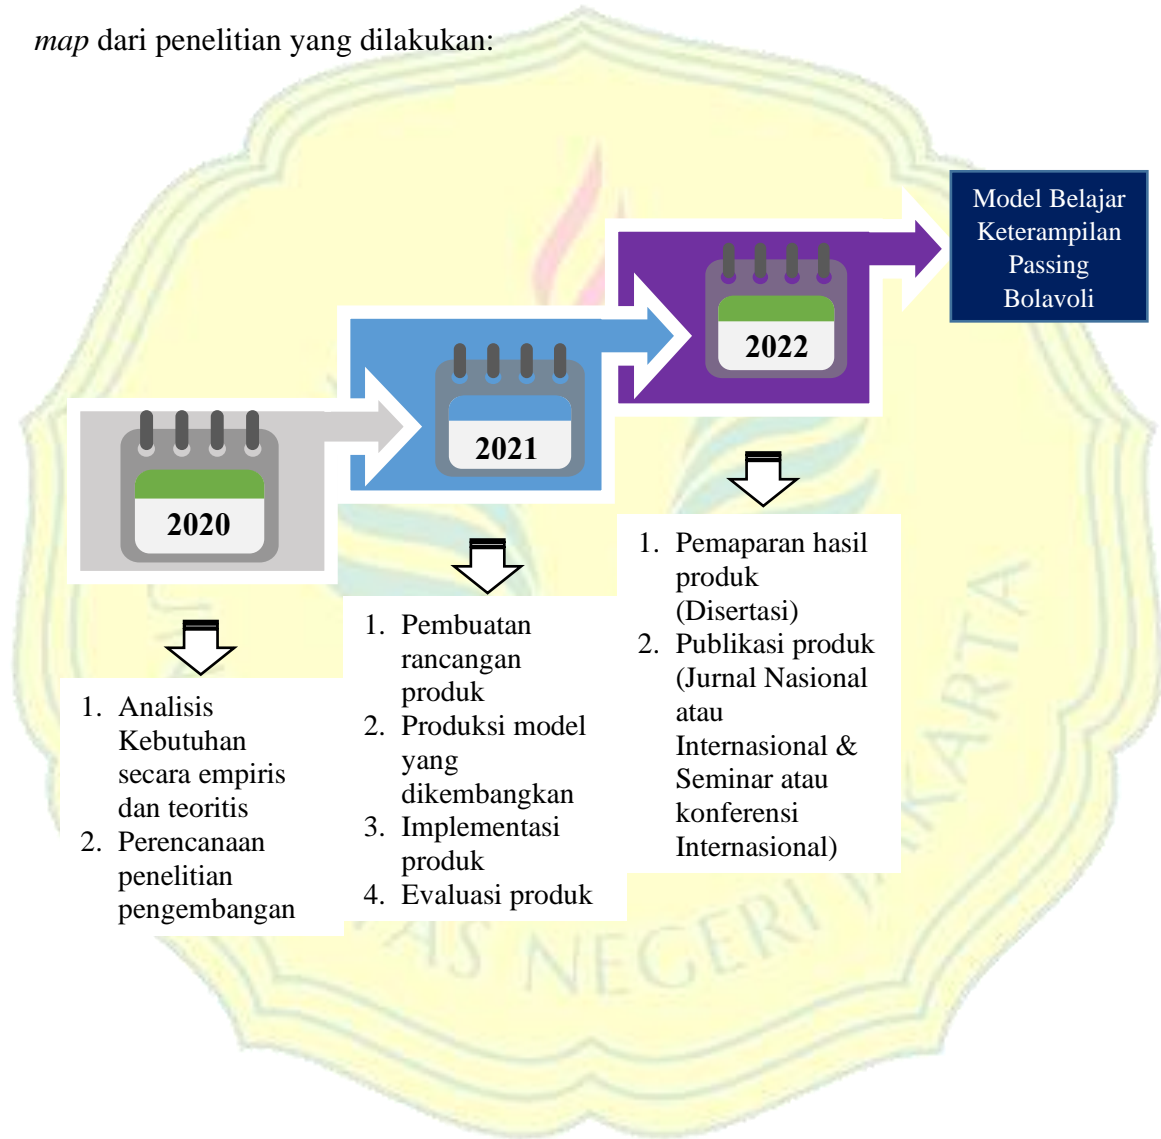 map dari penelitian yang dilakukan:
Model Belajar
Keterampilan
Passing
Bolavoli
2022
2021
2020
1. Analisis
Kebutuhan
secara empiris
dan teoritis
2. Perencanaan
penelitian
pengembangan
1. Pembuatan
rancangan
produk
2. Produksi model
yang
dikembangkan
3. Implementasi
produk
4. Evaluasi produk
1. Pemaparan hasil
produk
(Disertasi)
2. Publikasi produk
(Jurnal Nasional
atau
Internasional &
Seminar atau
konferensi
Internasional)
NEGERI